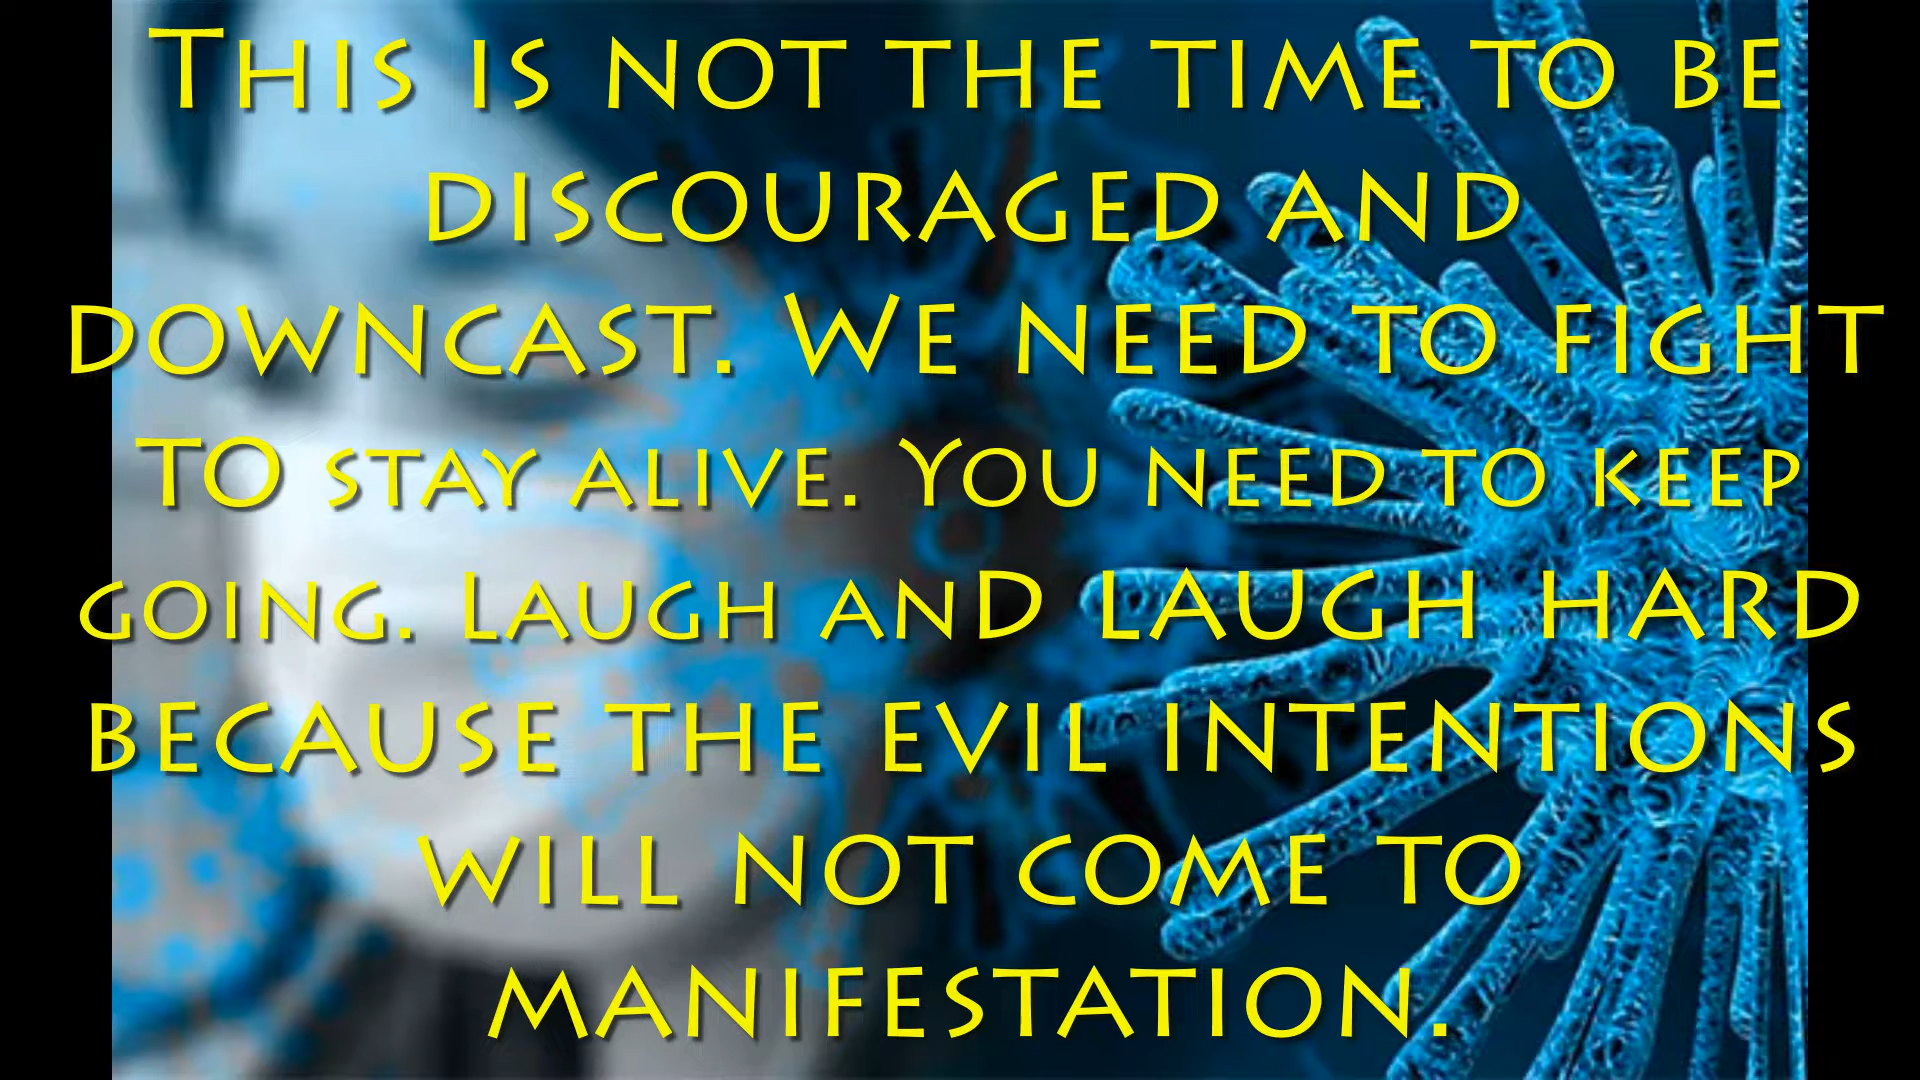 This is not the time to be
discouraged and
downcast. We need to fight
to stay alive. You need to keep
going. Laugh and laugh hard
because the evil intentions
will not come to
manifestation.